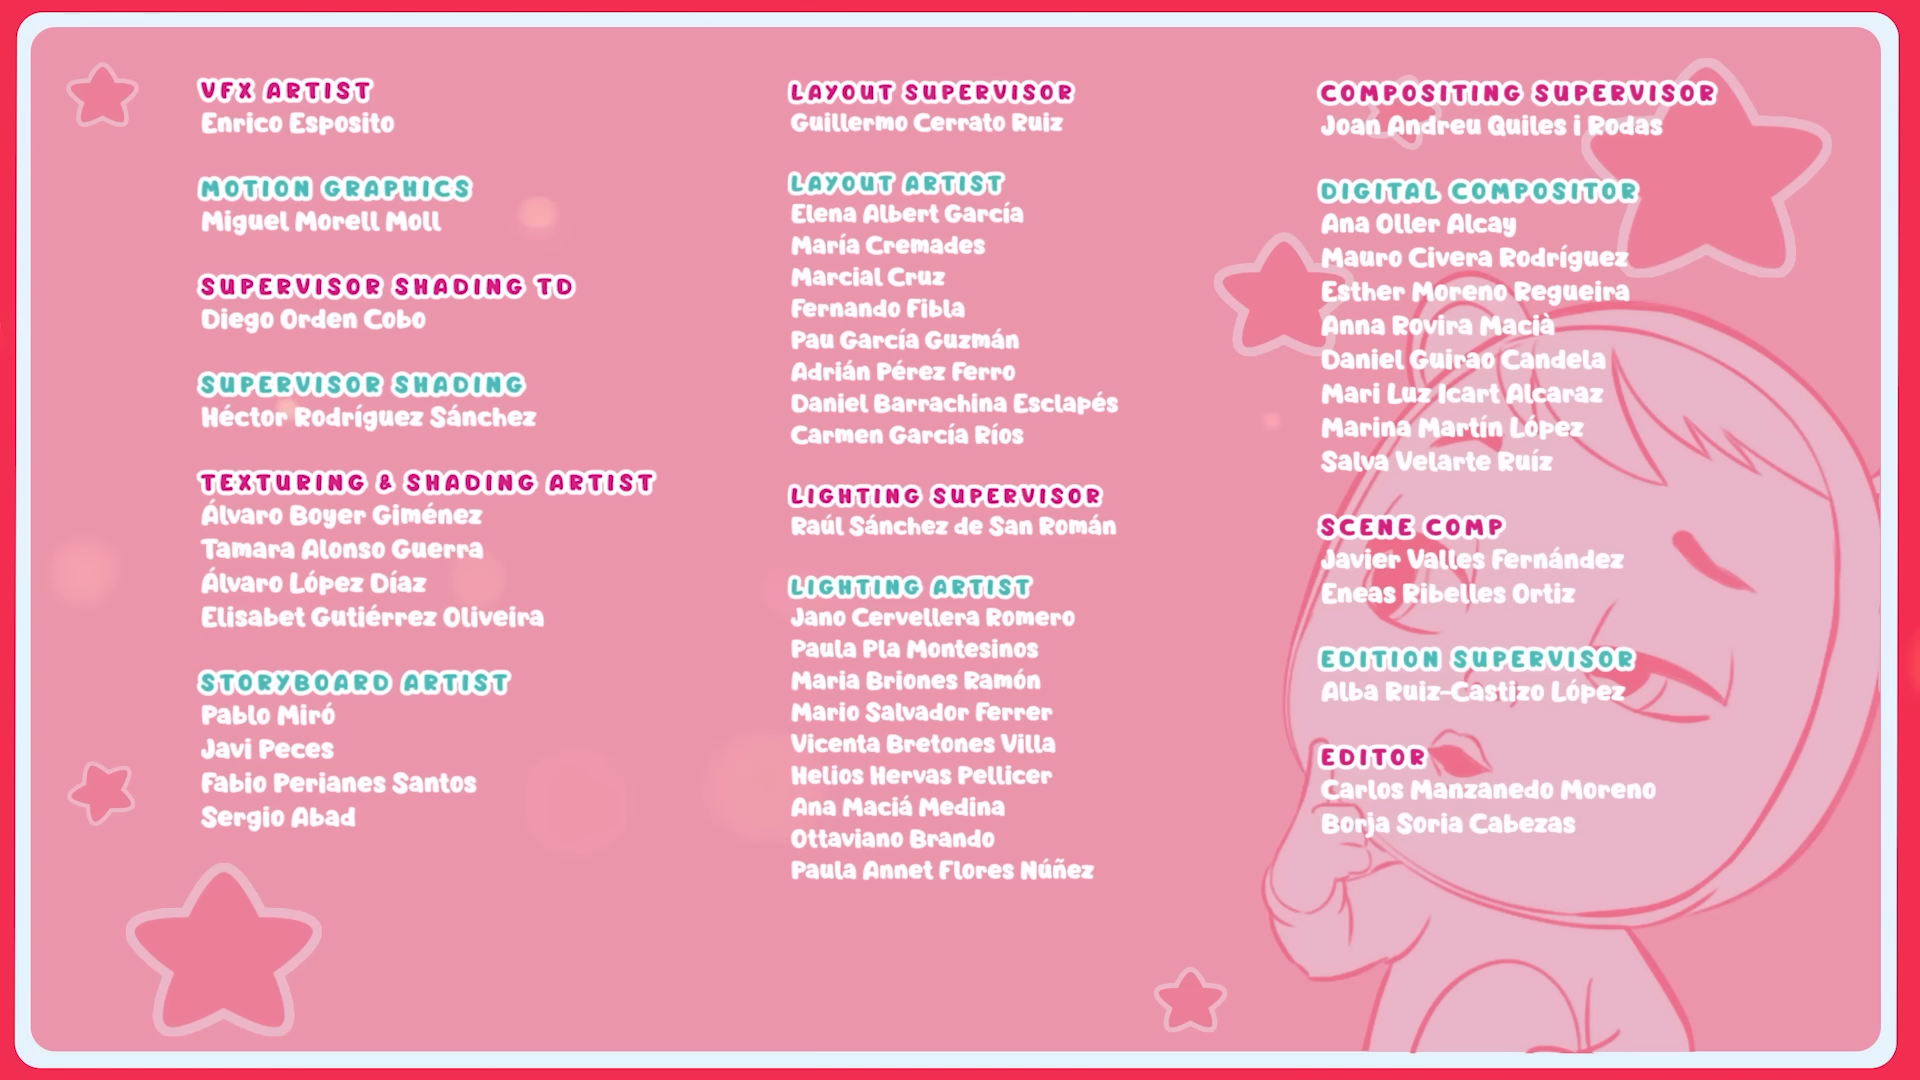 VFX ARTIST
Enrico Esposito
MOTION GRAPHICS
Miguel Morell Moll
SUPERVISOR SHADING TD
Diego Orden Cobo
SUPERVISOR SHADING
Héctor Rodríguez Sánchez
TEXTURING & SHADING ARTIST
Álvaro Boyer Giménez
Tamara Alonso Guerra
Álvaro López Díaz
Elisabet Gutiérrez Oliveira
STORYBOARD ARTIST
Pablo Miró
Javi Peces
Fabio Perianes Santos
Sergio Abad
LAYOUT SUPERVISOR
Guillermo Cerrato Ruiz
LAYOUT ARTIST
Elena Albert García
María Cremades
Marcial Cruz
Fernando Fibla
Pau García Guzmán
Adrián Pérez Ferro
Daniel Barrachina Esclapés
Carmen García Ríos
LIGHTING SUPERVISOR
Raúl Sánchez de San Román
LIGHTING ARTIST
Jano Cervellera Romero
Paula Pla Montesinos
Maria Briones Ramón
Mario Salvador Ferrer
Vicenta Bretones Villa
Helios Hervas Pellicer
Ana Maciá Medina
Ottaviano Brando
Paula Annet Flores Núñez
COMPOSITING SUPERVISOR
Joan Andreu Quiles i Rodas
DIGITAL COMPOSITOR
Ana Oller Alcay
Mauro Civera Rodríguez
Esther Moreno Regueira
Anna Rovira Macià
Daniel Guirao Candela
Mari Luz Icart Alcaraz
Marina Martín López
Salva Velarte Ruíz
SCENE COMP
Javier Valles Fernández
Eneas Ribelles Ortiz
EDITION SUPERVISOR
Alba Ruiz-Castizo López
EDITOR
Carlos Manzanedo Moreno
Borja Soria Cabezas